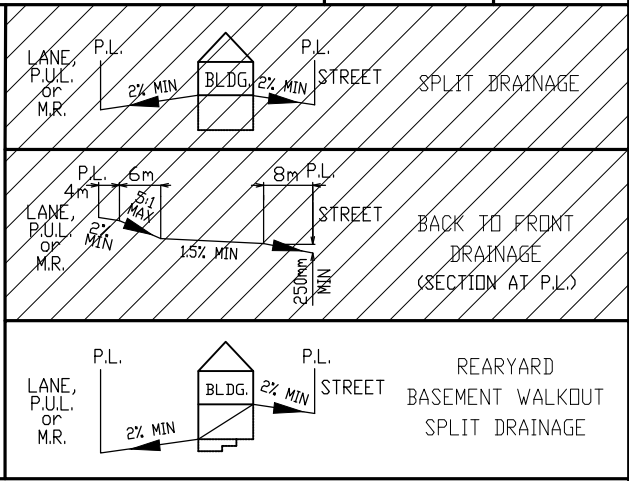 P.L.
P.L.
LANE,
P.U.L.
or
M.R.
2% MIN
BLDG.
2% MIN
STREET
SPLIT DRAINAGE
P.L.
6m
8m
P.L.
4m
5:1
MAX
LANE,
P.U.L.
or
M.R.
2%
MIN
1.5% MIN
STREET
250mm
MIN
BACK TO FRONT
DRAINAGE
(SECTION AT P.L.)
P.L.
P.L.
LANE,
P.U.L.
or
M.R.
BLDG.
2% MIN
STREET
2% MIN
REARYARD
BASEMENT WALKOUT
SPLIT DRAINAGE